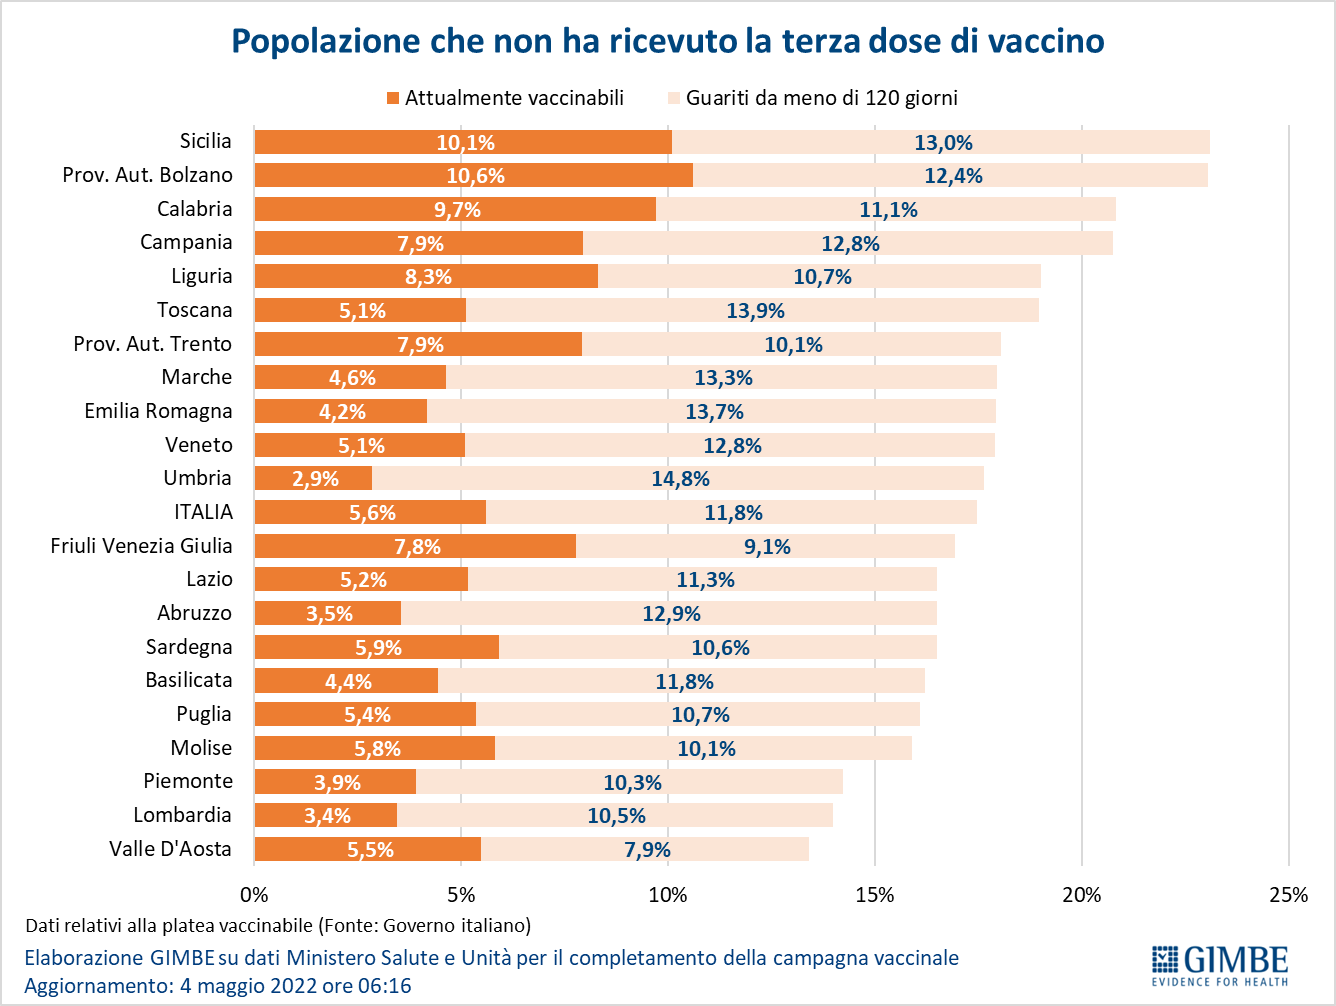 Popolazione che non ha ricevuto la terza dose di vaccino
Attualmente vaccinabili Guariti da meno di 120 giorni
Sicilia 10,1% 13,0%
Prov. Aut. Bolzano 10,6% 12,4%
Calabria 9,7% 11,1%
Campania 7,9% 12,8%
Liguria 8,3% 10,7%
Toscana 5,1% 13,9%
Prov. Aut. Trento 7,9% 10,1%
Marche 4,6% 13,3%
Emilia Romagna 4,2% 13,7%
Veneto 5,1% 12,8%
Umbria 2,9% 14,8%
ITALIA 5,6% 11,8%
Friuli Venezia Giulia 7,8% 9,1%
Lazio 5,2% 11,3%
Abruzzo 3,5% 12,9%
Sardegna 5,9% 10,6%
Basilicata 4,4% 11,8%
Puglia 5,4% 10,7%
Molise 5,8% 10,1%
Piemonte 3,9% 10,3%
Lombardia 3,4% 10,5%
Valle D'Aosta 5,5% 7,9%
0% 5% 10% 15% 20% 25%
Dati relativi alla platea vaccinabile (Fonte: Governo italiano)
Elaborazione GIMBE su dati Ministero Salute e Unità per il completamento della campagna vaccinale
Aggiornamento: 4 maggio 2022 ore 06:16
GIMBE
EVIDENCE FOR HEALTH